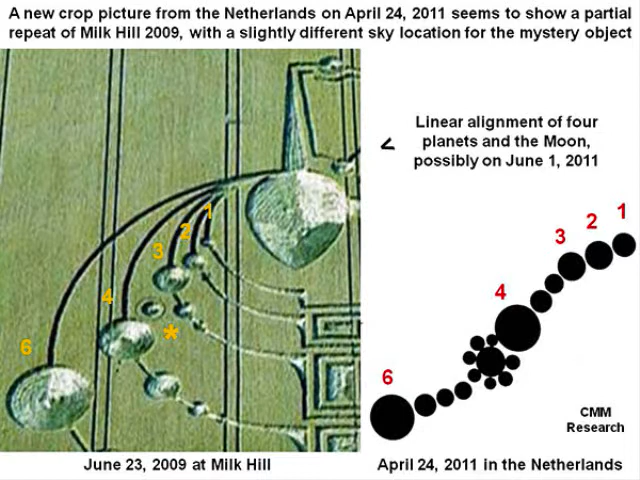 A new crop picture from the Netherlands on April 24, 2011 seems to show a partial
repeat of Milk Hill 2009, with a slightly different sky location for the mystery object
Linear alignment of four
planets and the Moon,
possibly on June 1, 2011
<
1
2
3
4
*
6
1
2
3
4
6
CMM
Research
June 23, 2009 at Milk Hill
April 24, 2011 in the Netherlands